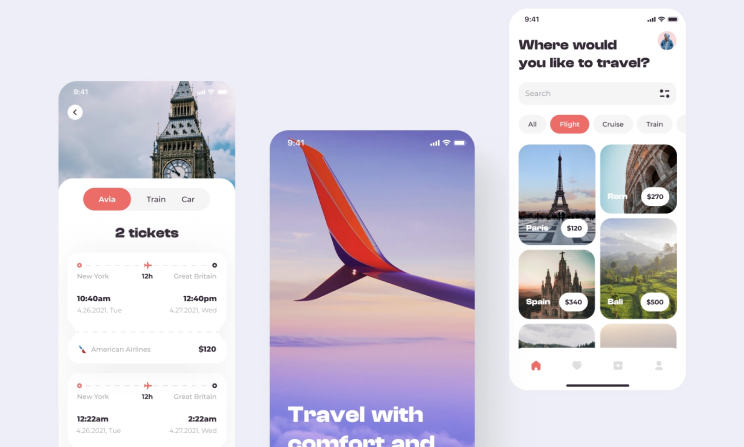 9:41
Avia Train Car
2 tickets
New York 12h Great Britain
10:40am 12:40pm
4.26.2021, Tue 4.27.2021, Wed
American Airlines $120
New York 12h Great Britain
12:22am 2:22am
4.26.2021, Tue 4.27.2021, Wed
9:41
Travel with
comfort and
9:41
Where would
you like to travel?
Search
All Flight Cruise Train
Paris $120
Rom $270
Spain $340
Bali $500